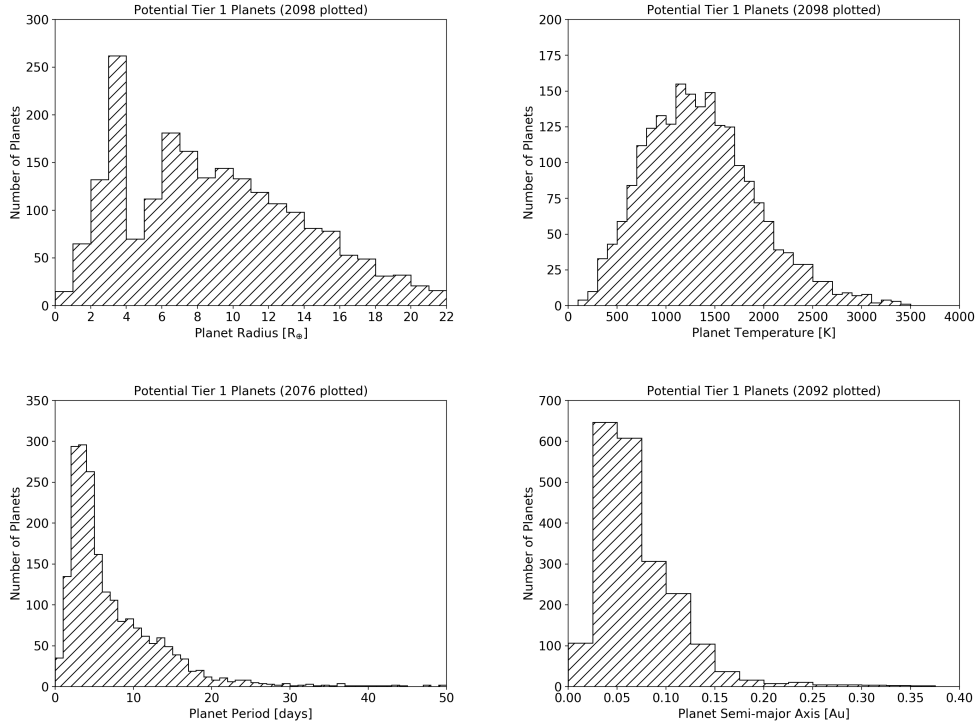 Potential Tier 1 Planets (2098 plotted)
300
250
200
150
100
50
0
Number of Planets
0 2 4 6 8 10 12 14 16 18 20 22
Planet Radius [R⊕]
Potential Tier 1 Planets (2098 plotted)
200
175
150
125
100
75
50
25
0
Number of Planets
0 500 1000 1500 2000 2500 3000 3500 4000
Planet Temperature [K]
Potential Tier 1 Planets (2076 plotted)
350
300
250
200
150
100
50
0
Number of Planets
0 10 20 30 40 50
Planet Period [days]
Potential Tier 1 Planets (2092 plotted)
700
600
500
400
300
200
100
0
Number of Planets
0.00 0.05 0.10 0.15 0.20 0.25 0.30 0.35 0.40
Planet Semi-major Axis [Au]